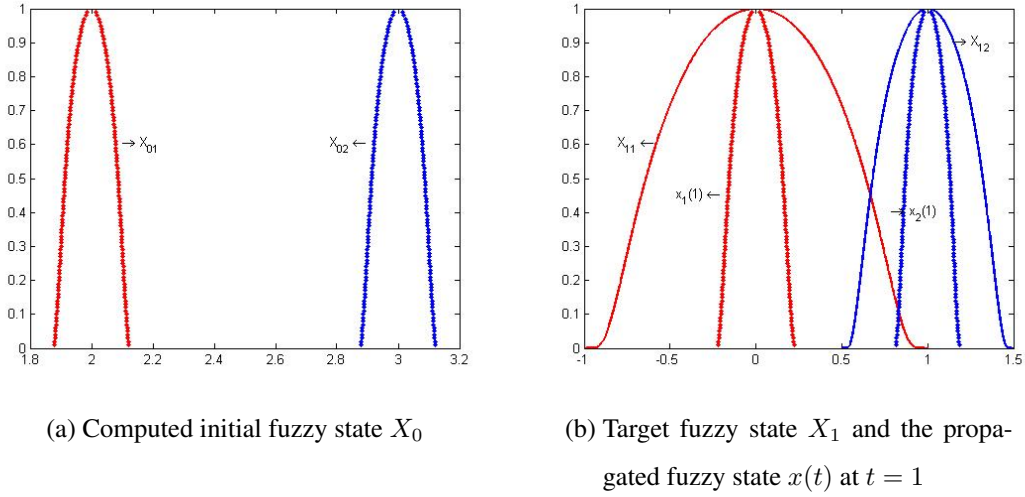 1
0.9
0.8
0.7
0.6
0.5
0.4
0.3
0.2
0.1
0
1.8 2 2.2 2.4 2.6 2.8 3 3.2
→ X01
X02 ←
1
0.9
0.8
0.7
0.6
0.5
0.4
0.3
0.2
0.1
0
-1 -0.5 0 0.5 1 1.5
→ X12
X11 ←
x1(1) ←
→ x2(1)
(a) Computed initial fuzzy state X0
(b) Target fuzzy state X1 and the propa-
gated fuzzy state x(t) at t = 1